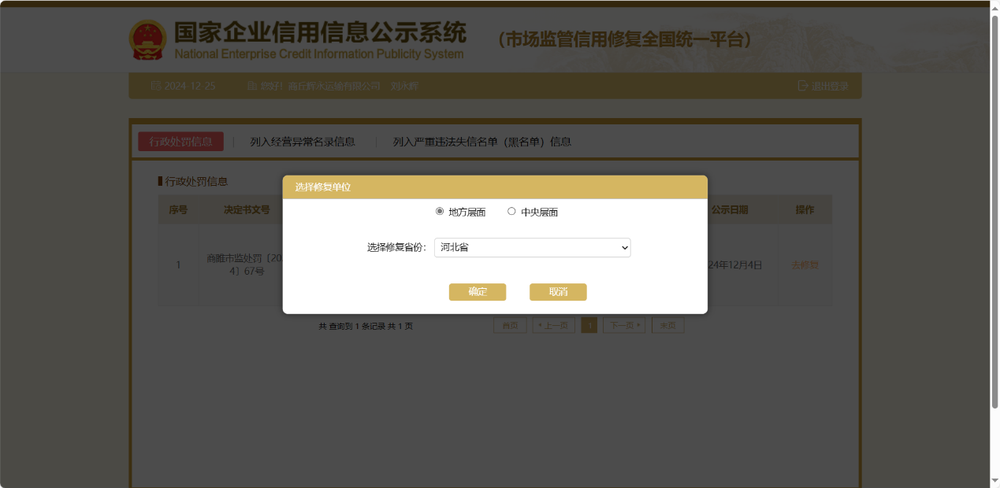 国家企业信用信息公示系统
National Enterprise Credit Information Publicity System
（市场监管信用修复全国统一平台）
2024-12-25 您好！商丘辉永运输有限公司 刘永辉 退出登录
行政处罚信息 | 列入经营异常名录信息 | 列入严重违法失信名单（黑名单）信息
行政处罚信息
序号 决定书文号 公示日期 操作
1 商睢市监处罚〔20 24年12月4日 去修复
4〕67号
选择修复单位
地方层面 中央层面
选择修复省份： 河北省
确定 取消
共 查询到 1 条记录 共 1 页 首页 上一页 1 下一页 末页